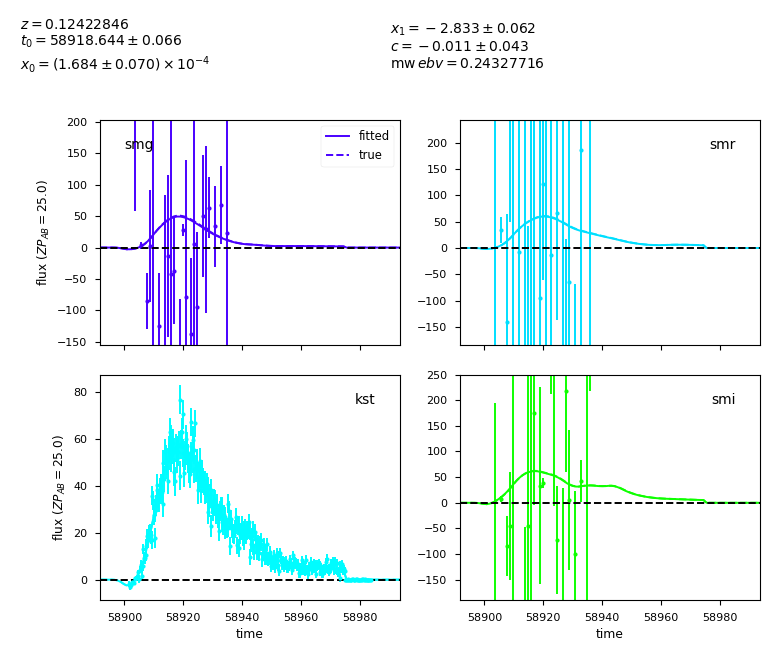 z = 0.12422846
t₀ = 58918.644 ± 0.066
x₀ = (1.684 ± 0.070) × 10⁻⁴
x₁ = −2.833 ± 0.062
c = −0.011 ± 0.043
mw ebv = 0.24327716
smg
fitted
true
200
150
100
50
0
−50
−100
−150
flux (ZP_AB = 25.0)
smr
200
150
100
50
0
−50
−100
−150
kst
80
60
40
20
0
flux (ZP_AB = 25.0)
58900 58920 58940 58960 58980
time
smi
250
200
150
100
50
0
−50
−100
−150
58900 58920 58940 58960 58980
time